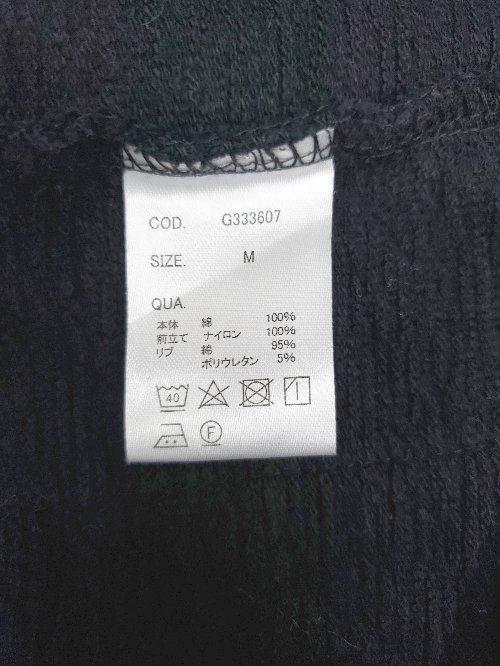 COD. G333607
SIZE. M
QUA.
本体 綿 100%
前立て ナイロン 100%
リブ 綿 95%
ポリウレタン 5%
40
F